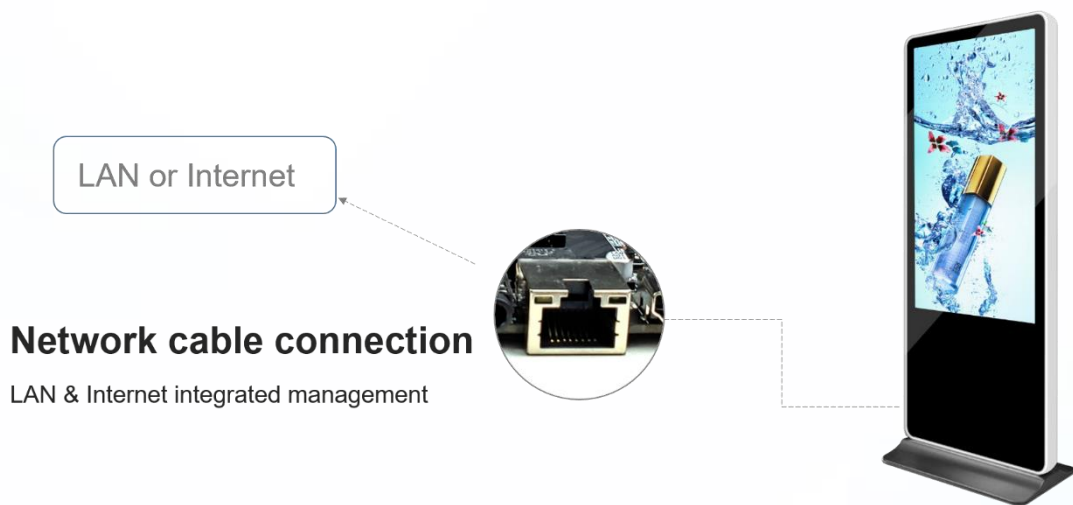 LAN or Internet
Network cable connection
LAN & Internet integrated management